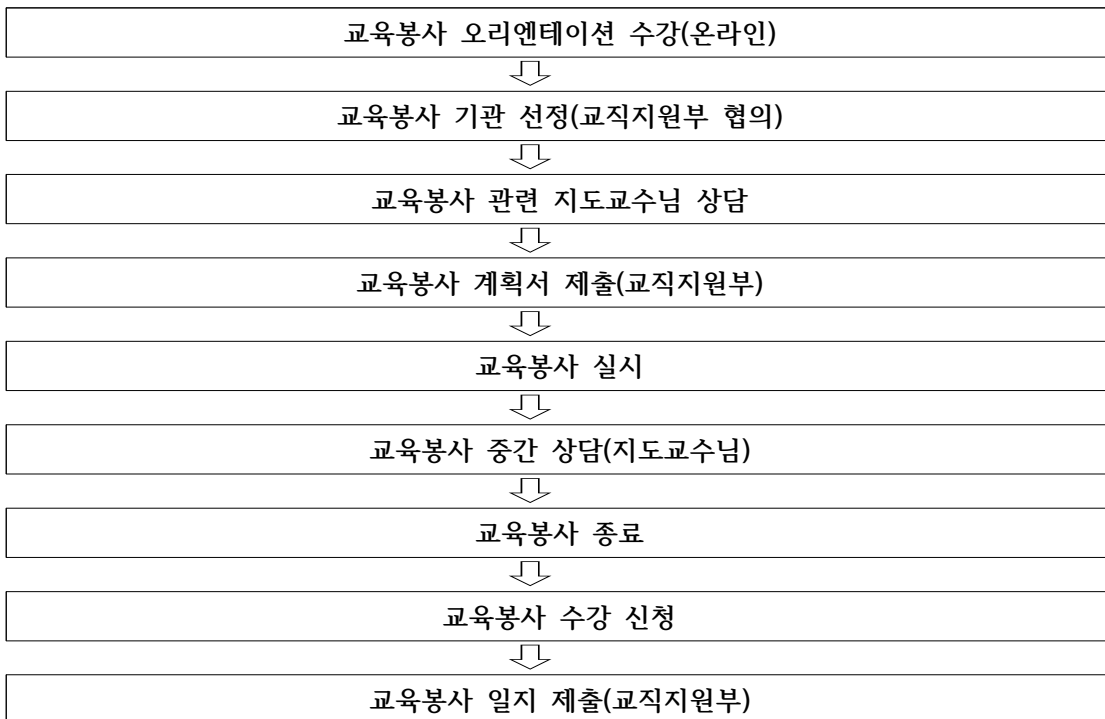 교육봉사 오리엔테이션 수강(온라인)
교육봉사 기관 선정(교직지원부 협의)
교육봉사 관련 지도교수님 상담
교육봉사 계획서 제출(교직지원부)
교육봉사 실시
교육봉사 중간 상담(지도교수님)
교육봉사 종료
교육봉사 수강 신청
교육봉사 일지 제출(교직지원부)